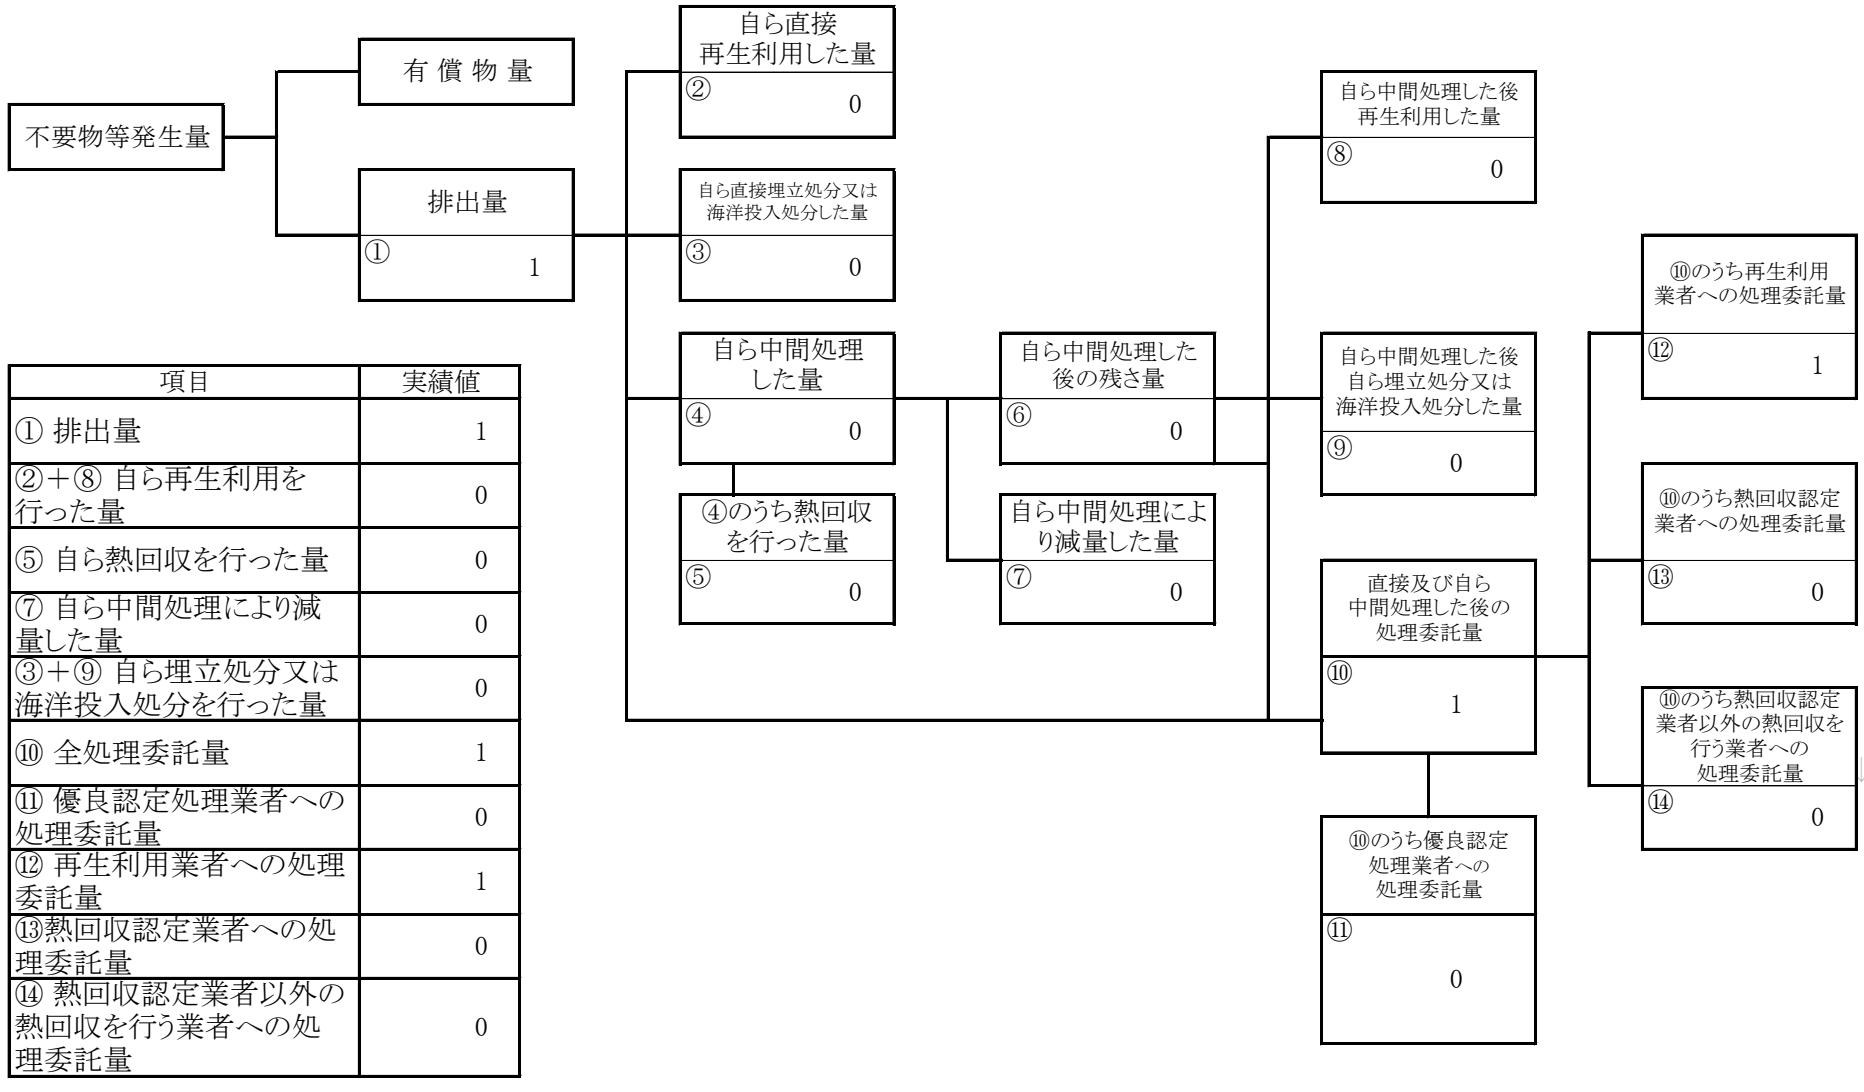 不要物等発生量
有 償 物 量
排出量
①
1
自ら直接
再生利用した量
②
0
自ら直接埋立処分又は
海洋投入処分した量
③
0
自ら中間処理
した量
④
0
④のうち熱回収
を行った量
⑤
0
自ら中間処理した
後の残さ量
⑥
0
自ら中間処理によ
り減量した量
⑦
0
自ら中間処理した後
再生利用した量
⑧
0
自ら中間処理した後
自ら埋立処分又は
海洋投入処分した量
⑨
0
直接及び自ら
中間処理した後の
処理委託量
⑩
1
⑩のうち優良認定
処理業者への
処理委託量
⑪
0
⑩のうち再生利用
業者への処理委託量
⑫
1
⑩のうち熱回収認定
業者への処理委託量
⑬
0
⑩のうち熱回収認定
業者以外の熱回収を
行う業者への
処理委託量
⑭
0
↓
項目 実績値
① 排出量 1
②+⑧ 自ら再生利用を
行った量 0
⑤ 自ら熱回収を行った量 0
⑦ 自ら中間処理により減
量した量 0
③+⑨ 自ら埋立処分又は
海洋投入処分を行った量 0
⑩ 全処理委託量 1
⑪ 優良認定処理業者への
処理委託量 0
⑫ 再生利用業者への処理
委託量 1
⑬熱回収認定業者への処
理委託量 0
⑭ 熱回収認定業者以外の
熱回収を行う業者への処
理委託量 0